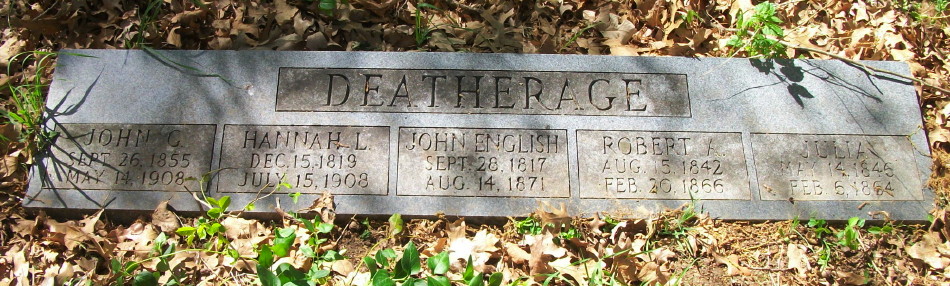 DEATHERAGE
JOHN C.
SEPT. 26, 1855
MAY 14, 1908
HANNAH L.
DEC. 15, 1819
JULY 15, 1908
JOHN ENGLISH
SEPT. 28, 1817
AUG. 14, 1871
ROBERT A.
AUG. 15, 1842
FEB. 20, 1866
JULIA
14, 1846
FEB 6, 1864